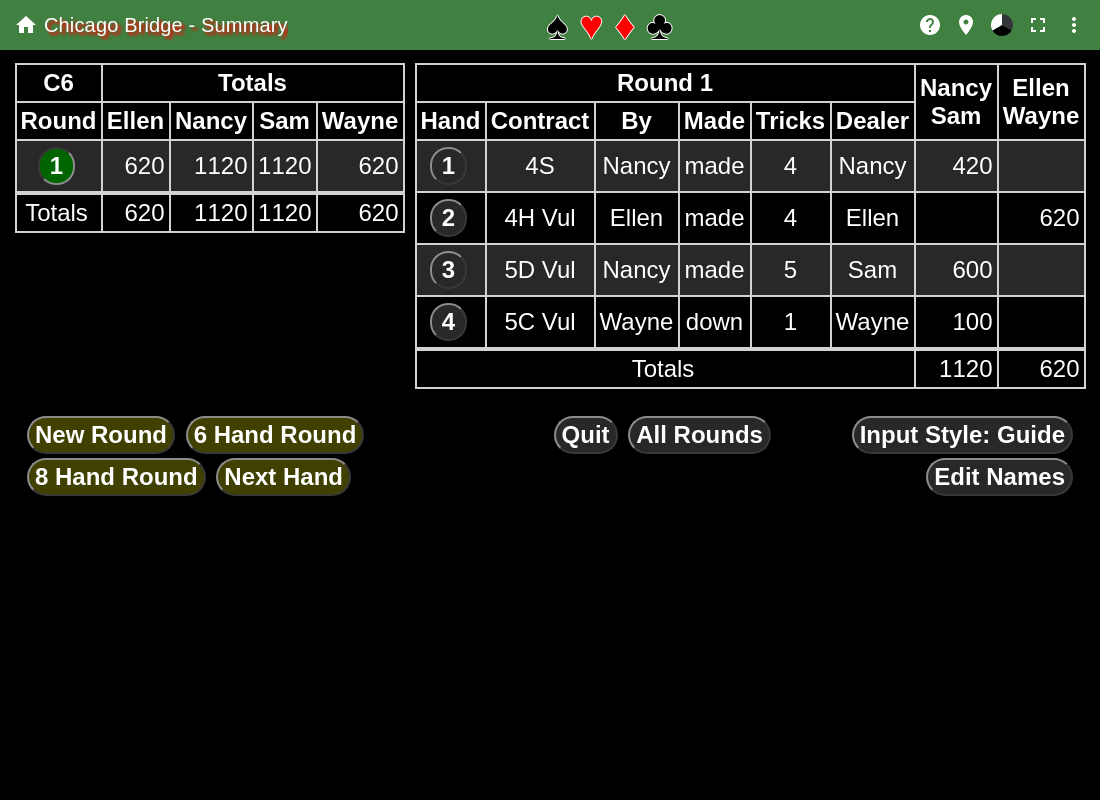 Chicago Bridge - Summary
C6 Totals
Round Ellen Nancy Sam Wayne
1 620 1120 1120 620
Totals 620 1120 1120 620
Round 1 Nancy Sam Ellen Wayne
Hand Contract By Made Tricks Dealer
1 4S Nancy made 4 Nancy 420
2 4H Vul Ellen made 4 Ellen 620
3 5D Vul Nancy made 5 Sam 600
4 5C Vul Wayne down 1 Wayne 100
Totals 1120 620
New Round 6 Hand Round
8 Hand Round Next Hand
Quit All Rounds
Input Style: Guide
Edit Names